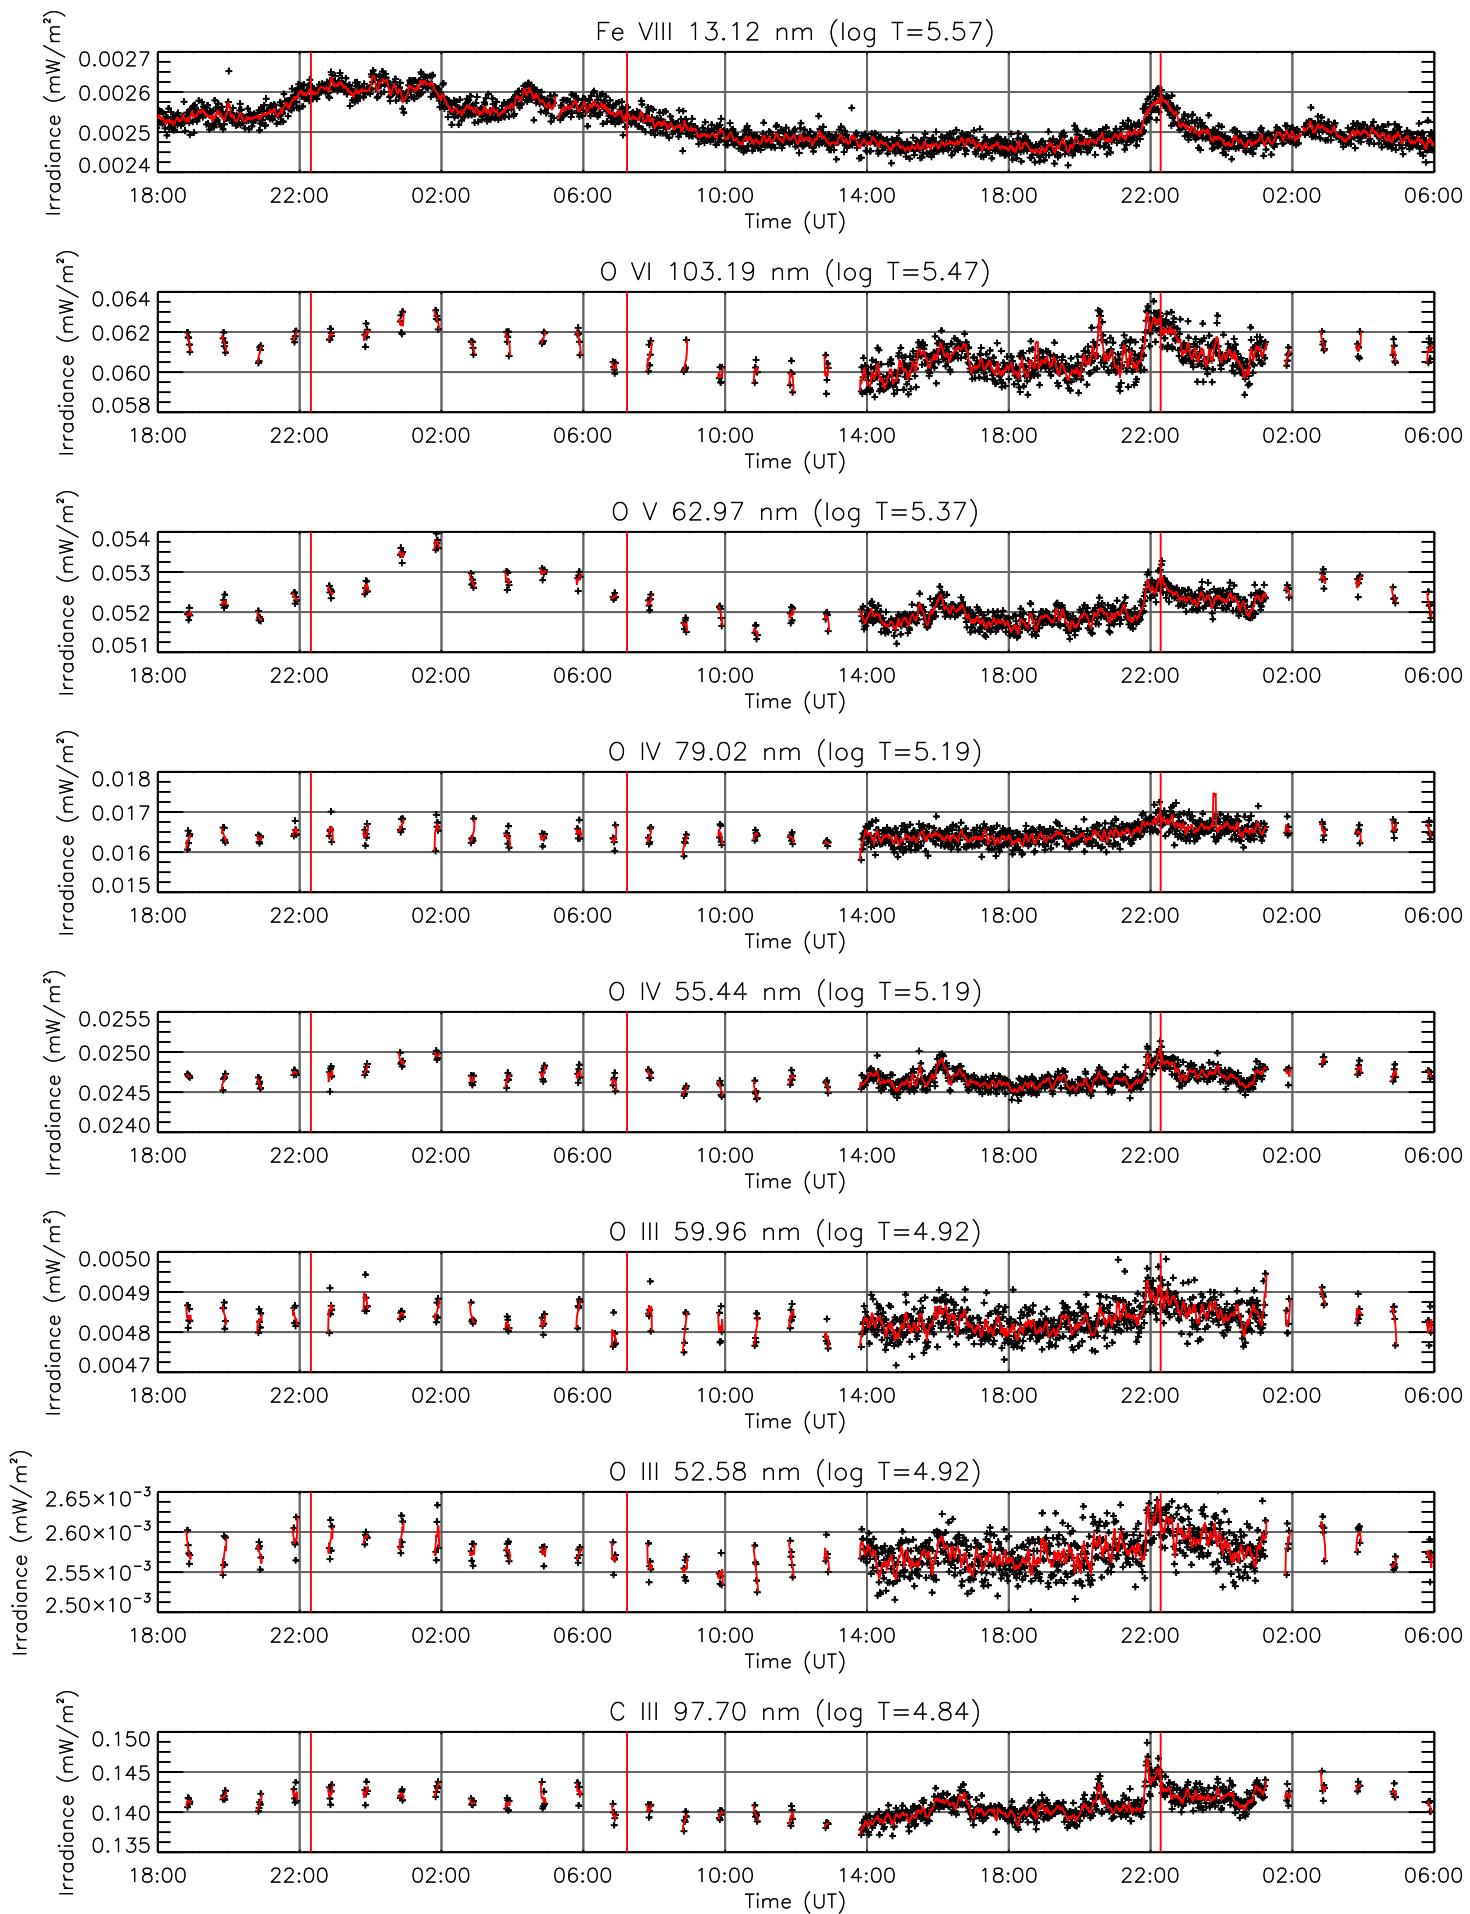 Fe VIII 13.12 nm (log T=5.57)
Irradiance (mW/m²)
0.0027
0.0026
0.0025
0.0024
18:00 22:00 02:00 06:00 10:00 14:00 18:00 22:00 02:00 06:00
Time (UT)
O VI 103.19 nm (log T=5.47)
Irradiance (mW/m²)
0.064
0.062
0.060
0.058
18:00 22:00 02:00 06:00 10:00 14:00 18:00 22:00 02:00 06:00
Time (UT)
O V 62.97 nm (log T=5.37)
Irradiance (mW/m²)
0.054
0.053
0.052
0.051
18:00 22:00 02:00 06:00 10:00 14:00 18:00 22:00 02:00 06:00
Time (UT)
O IV 79.02 nm (log T=5.19)
Irradiance (mW/m²)
0.018
0.017
0.016
0.015
18:00 22:00 02:00 06:00 10:00 14:00 18:00 22:00 02:00 06:00
Time (UT)
O IV 55.44 nm (log T=5.19)
Irradiance (mW/m²)
0.0255
0.0250
0.0245
0.0240
18:00 22:00 02:00 06:00 10:00 14:00 18:00 22:00 02:00 06:00
Time (UT)
O III 59.96 nm (log T=4.92)
Irradiance (mW/m²)
0.0050
0.0049
0.0048
0.0047
18:00 22:00 02:00 06:00 10:00 14:00 18:00 22:00 02:00 06:00
Time (UT)
O III 52.58 nm (log T=4.92)
Irradiance (mW/m²)
2.65×10⁻³
2.60×10⁻³
2.55×10⁻³
2.50×10⁻³
18:00 22:00 02:00 06:00 10:00 14:00 18:00 22:00 02:00 06:00
Time (UT)
C III 97.70 nm (log T=4.84)
Irradiance (mW/m²)
0.150
0.145
0.140
0.135
18:00 22:00 02:00 06:00 10:00 14:00 18:00 22:00 02:00 06:00
Time (UT)